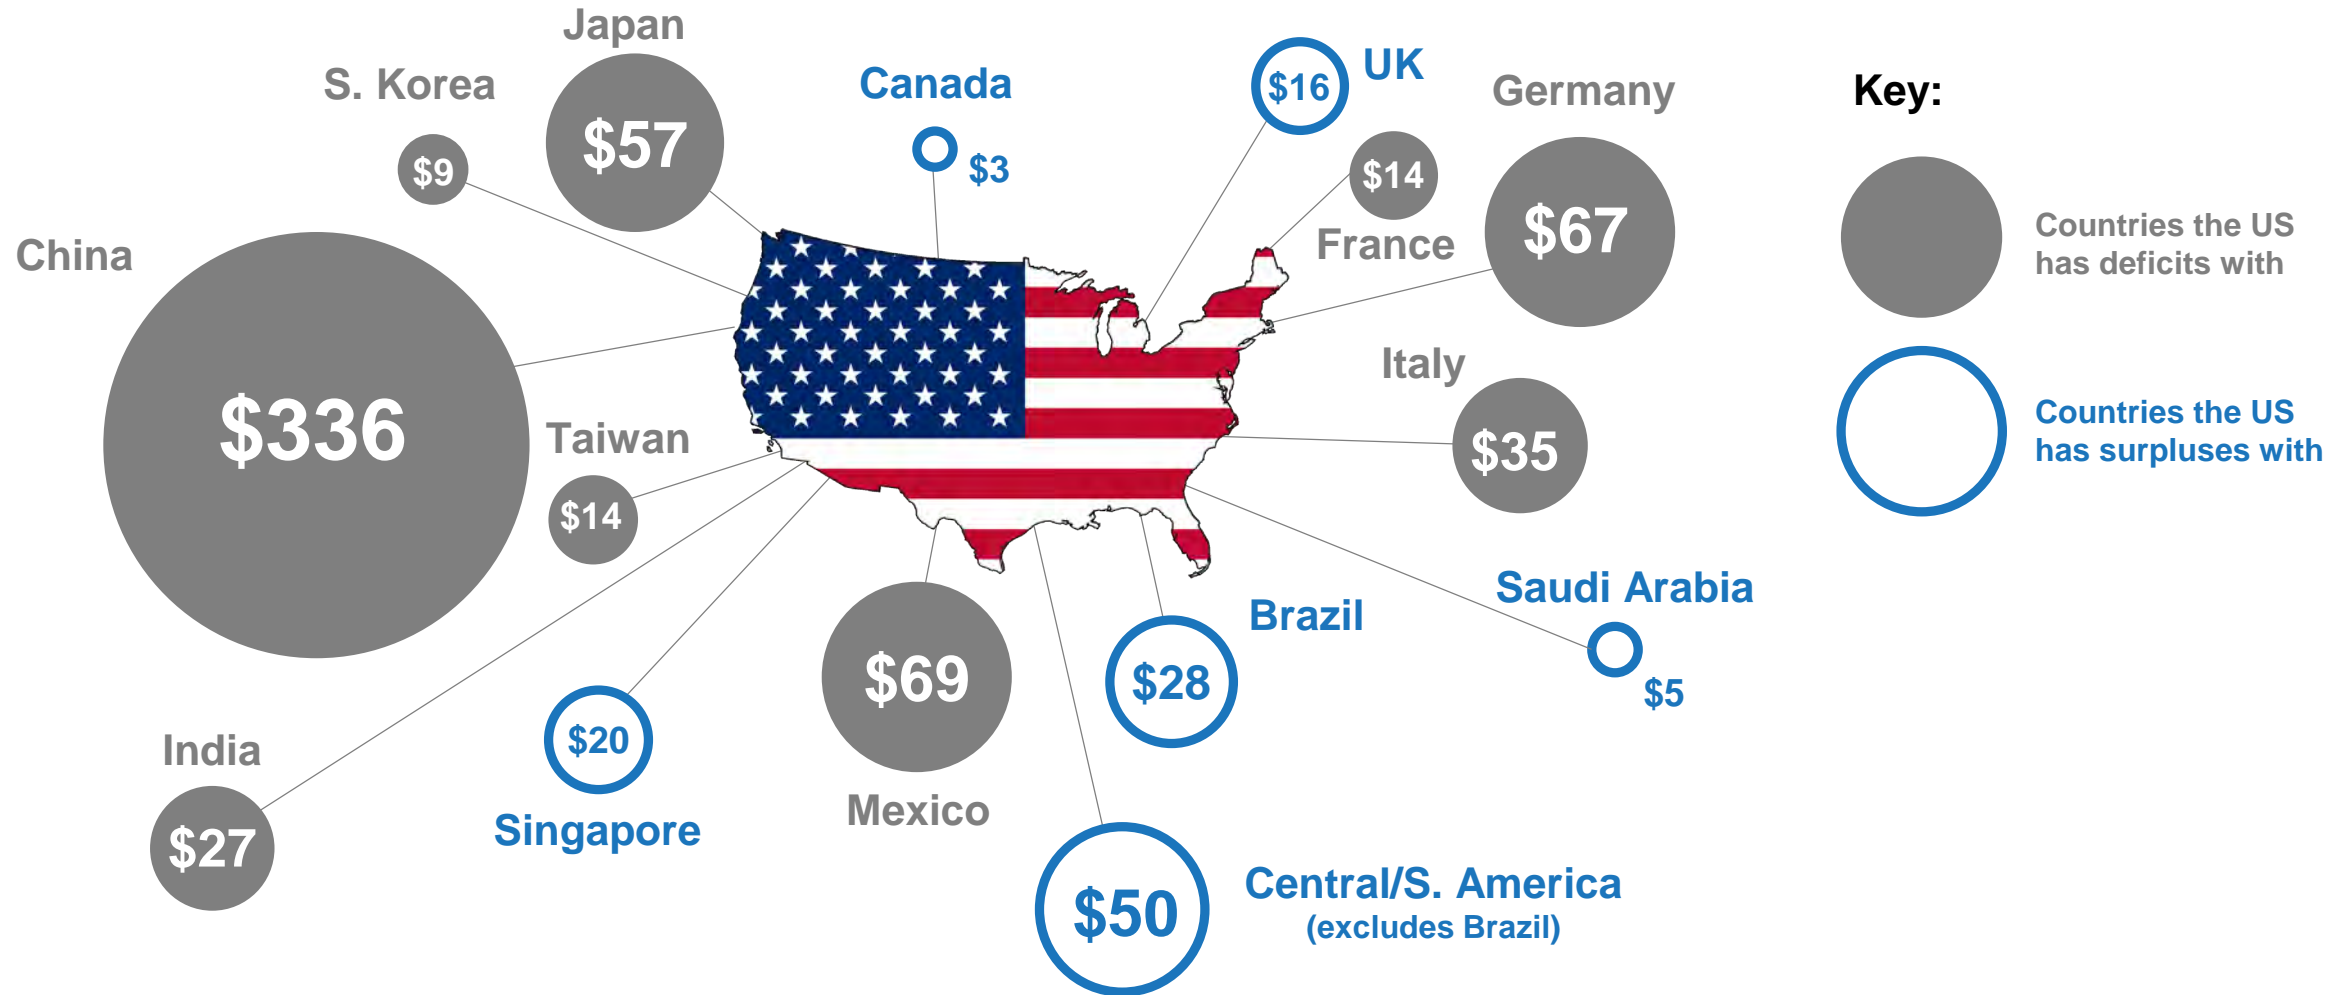 Japan
$57
S. Korea
$9
Canada
$3
UK
$16
Germany
$67
France
$14
Key:
Countries the US
has deficits with
Countries the US
has surpluses with
China
$336
Taiwan
$14
Italy
$35
Saudi Arabia
$5
Brazil
$28
Mexico
$69
Singapore
$20
India
$27
Central/S. America
(excludes Brazil)
$50